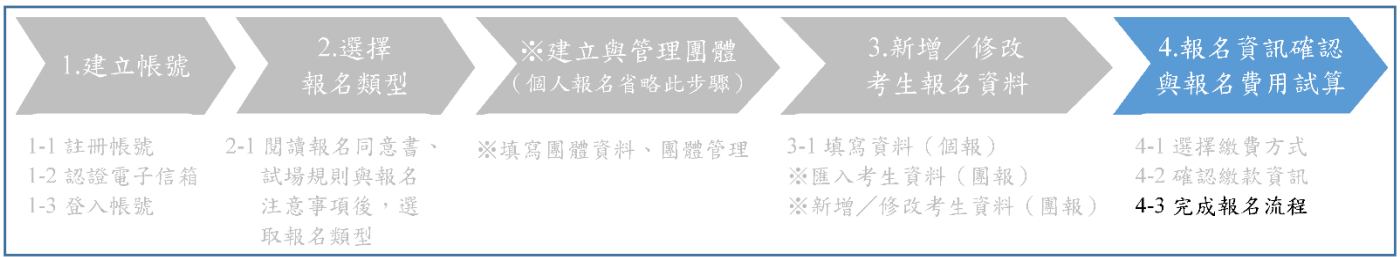 1.建立帳號
2.選擇
報名類型
※建立與管理團體
（個人報名省略此步驟）
3.新增／修改
考生報名資料
4.報名資訊確認
與報名費用試算
1-1 註冊帳號
1-2 認證電子信箱
1-3 登入帳號
2-1 閱讀報名同意書、
試場規則與報名
注意事項後，選
取報名類型
※填寫團體資料、團體管理
3-1 填寫資料（個報）
※匯入考生資料（團報）
※新增／修改考生資料（團報）
4-1 選擇繳費方式
4-2 確認繳款資訊
4-3 完成報名流程